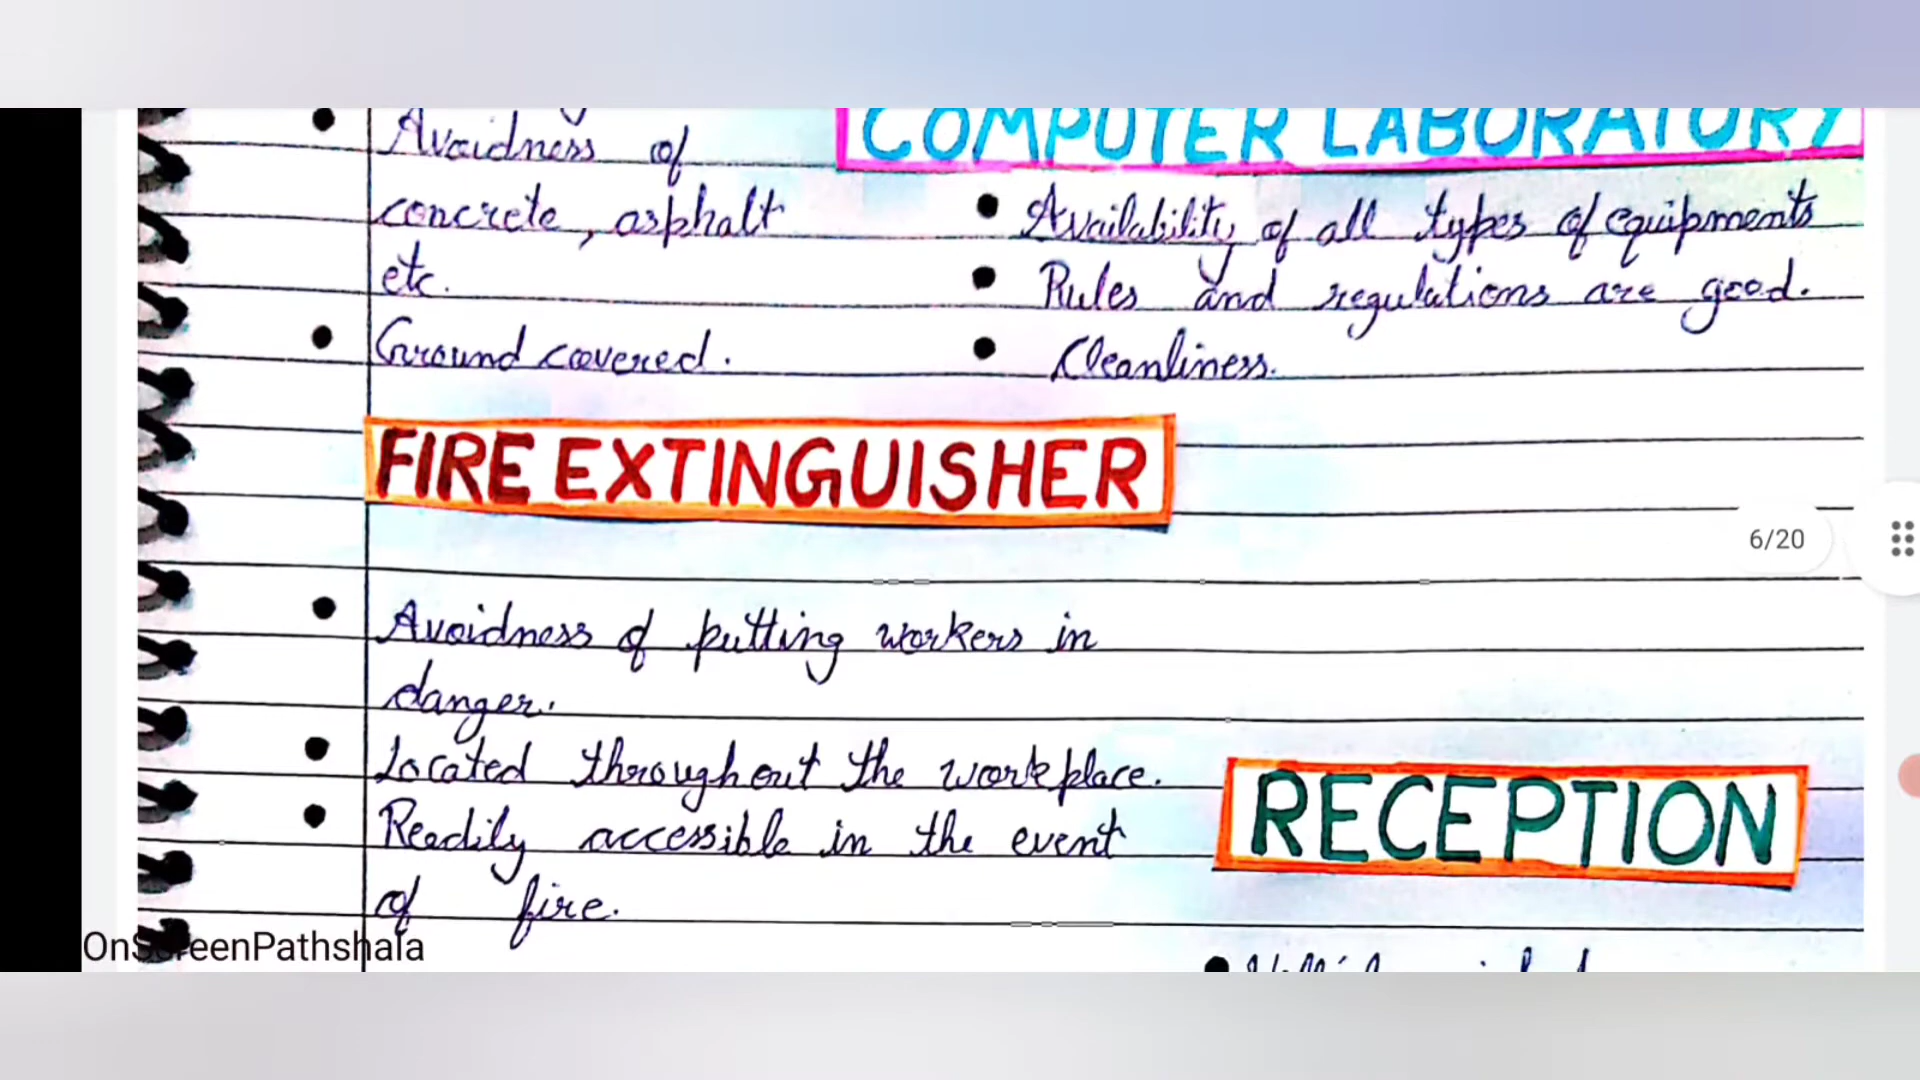 Avoidness of
concrete, asphalt
etc.
Ground covered.
COMPUTER LABORATORY
Availability of all types of equipments
Rules and regulations are good.
Cleanliness.
FIRE EXTINGUISHER
Avoidness of putting workers in
danger.
Located throughout the workplace.
Readily accessible in the event
of fire.
RECEPTION
6/20
OnScreenPathshala